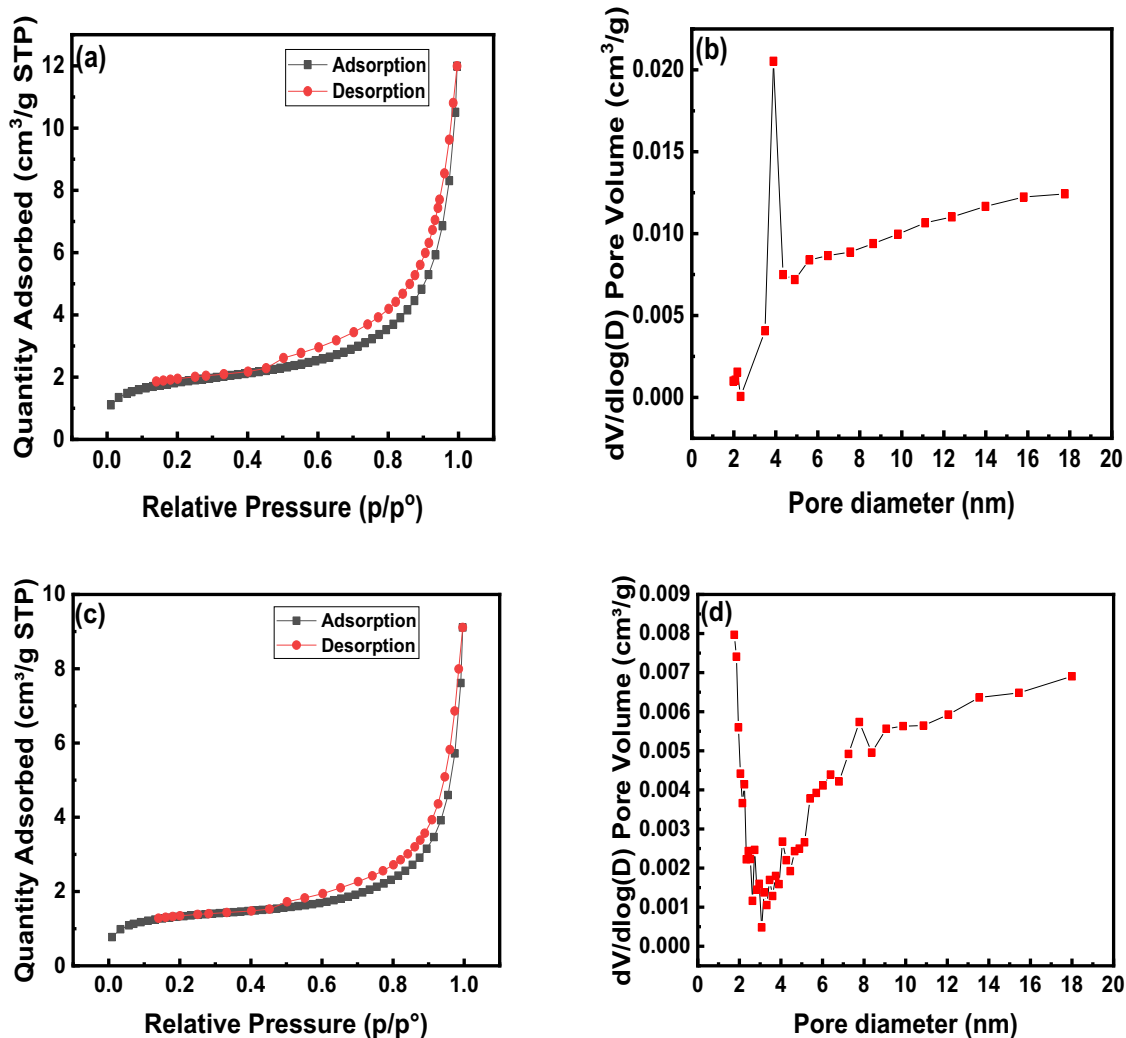 (a)
Adsorption
Desorption
Quantity Adsorbed (cm³/g STP)
12
10
8
6
4
2
0
0.0 0.2 0.4 0.6 0.8 1.0
Relative Pressure (p/pº)
(b)
dV/dlog(D) Pore Volume (cm³/g)
0.020
0.015
0.010
0.005
0.000
0 2 4 6 8 10 12 14 16 18 20
Pore diameter (nm)
(c)
Adsorption
Desorption
Quantity Adsorbed (cm³/g STP)
10
8
6
4
2
0
0.0 0.2 0.4 0.6 0.8 1.0
Relative Pressure (p/p°)
(d)
dV/dlog(D) Pore Volume (cm³/g)
0.009
0.008
0.007
0.006
0.005
0.004
0.003
0.002
0.001
0.000
0 2 4 6 8 10 12 14 16 18 20
Pore diameter (nm)